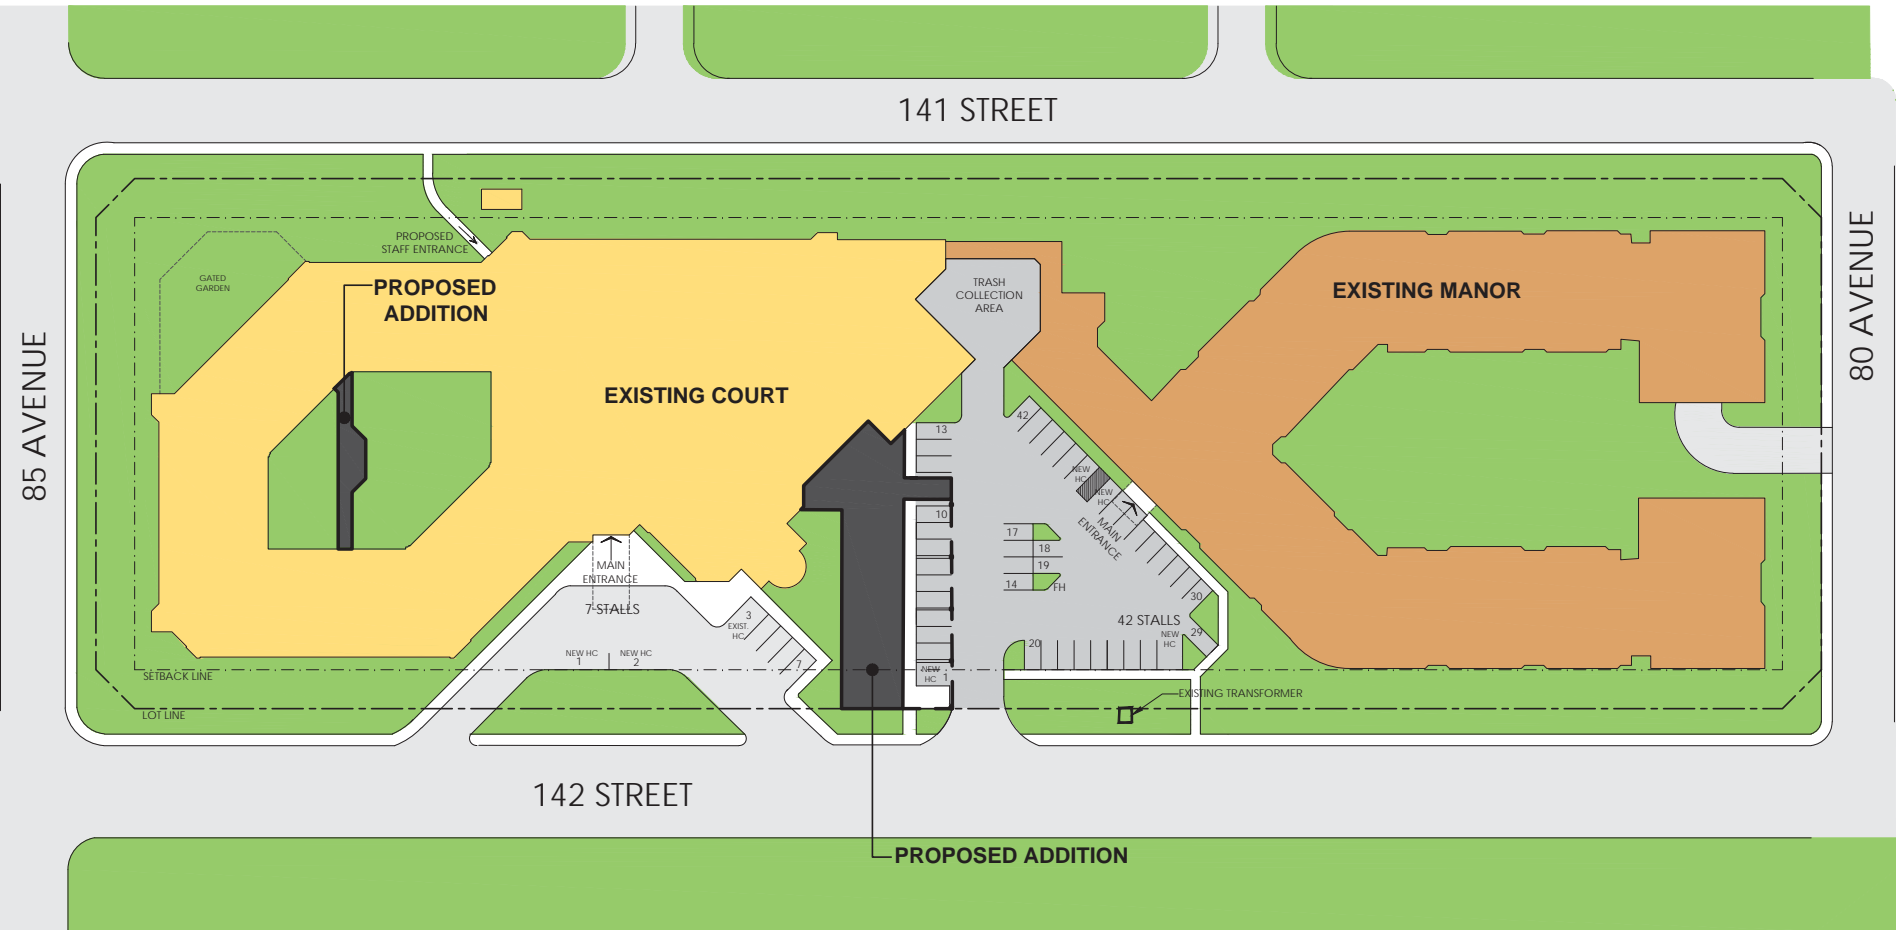 141 STREET
PROPOSED
STAFF ENTRANCE
GATED
GARDEN
PROPOSED
ADDITION
TRASH
COLLECTION
AREA
EXISTING MANOR
85 AVENUE
80 AVENUE
EXISTING COURT
42
13
NEW
HC
NEW
HC
10
MAIN
ENTRANCE
17
18
19
14
FH
MAIN
ENTRANCE
7 STALLS
3
EXIST.
HC
30
42 STALLS
29
NEW
HC
20
NEW HC
1
NEW HC
2
7
NEW
HC 1
SETBACK LINE
EXISTING TRANSFORMER
LOT LINE
142 STREET
PROPOSED ADDITION